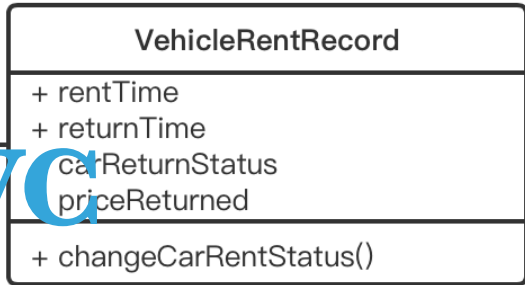 VehicleRentRecord
+ rentTime
+ returnTime
carReturnStatus
priceReturned
+ changeCarRentStatus()